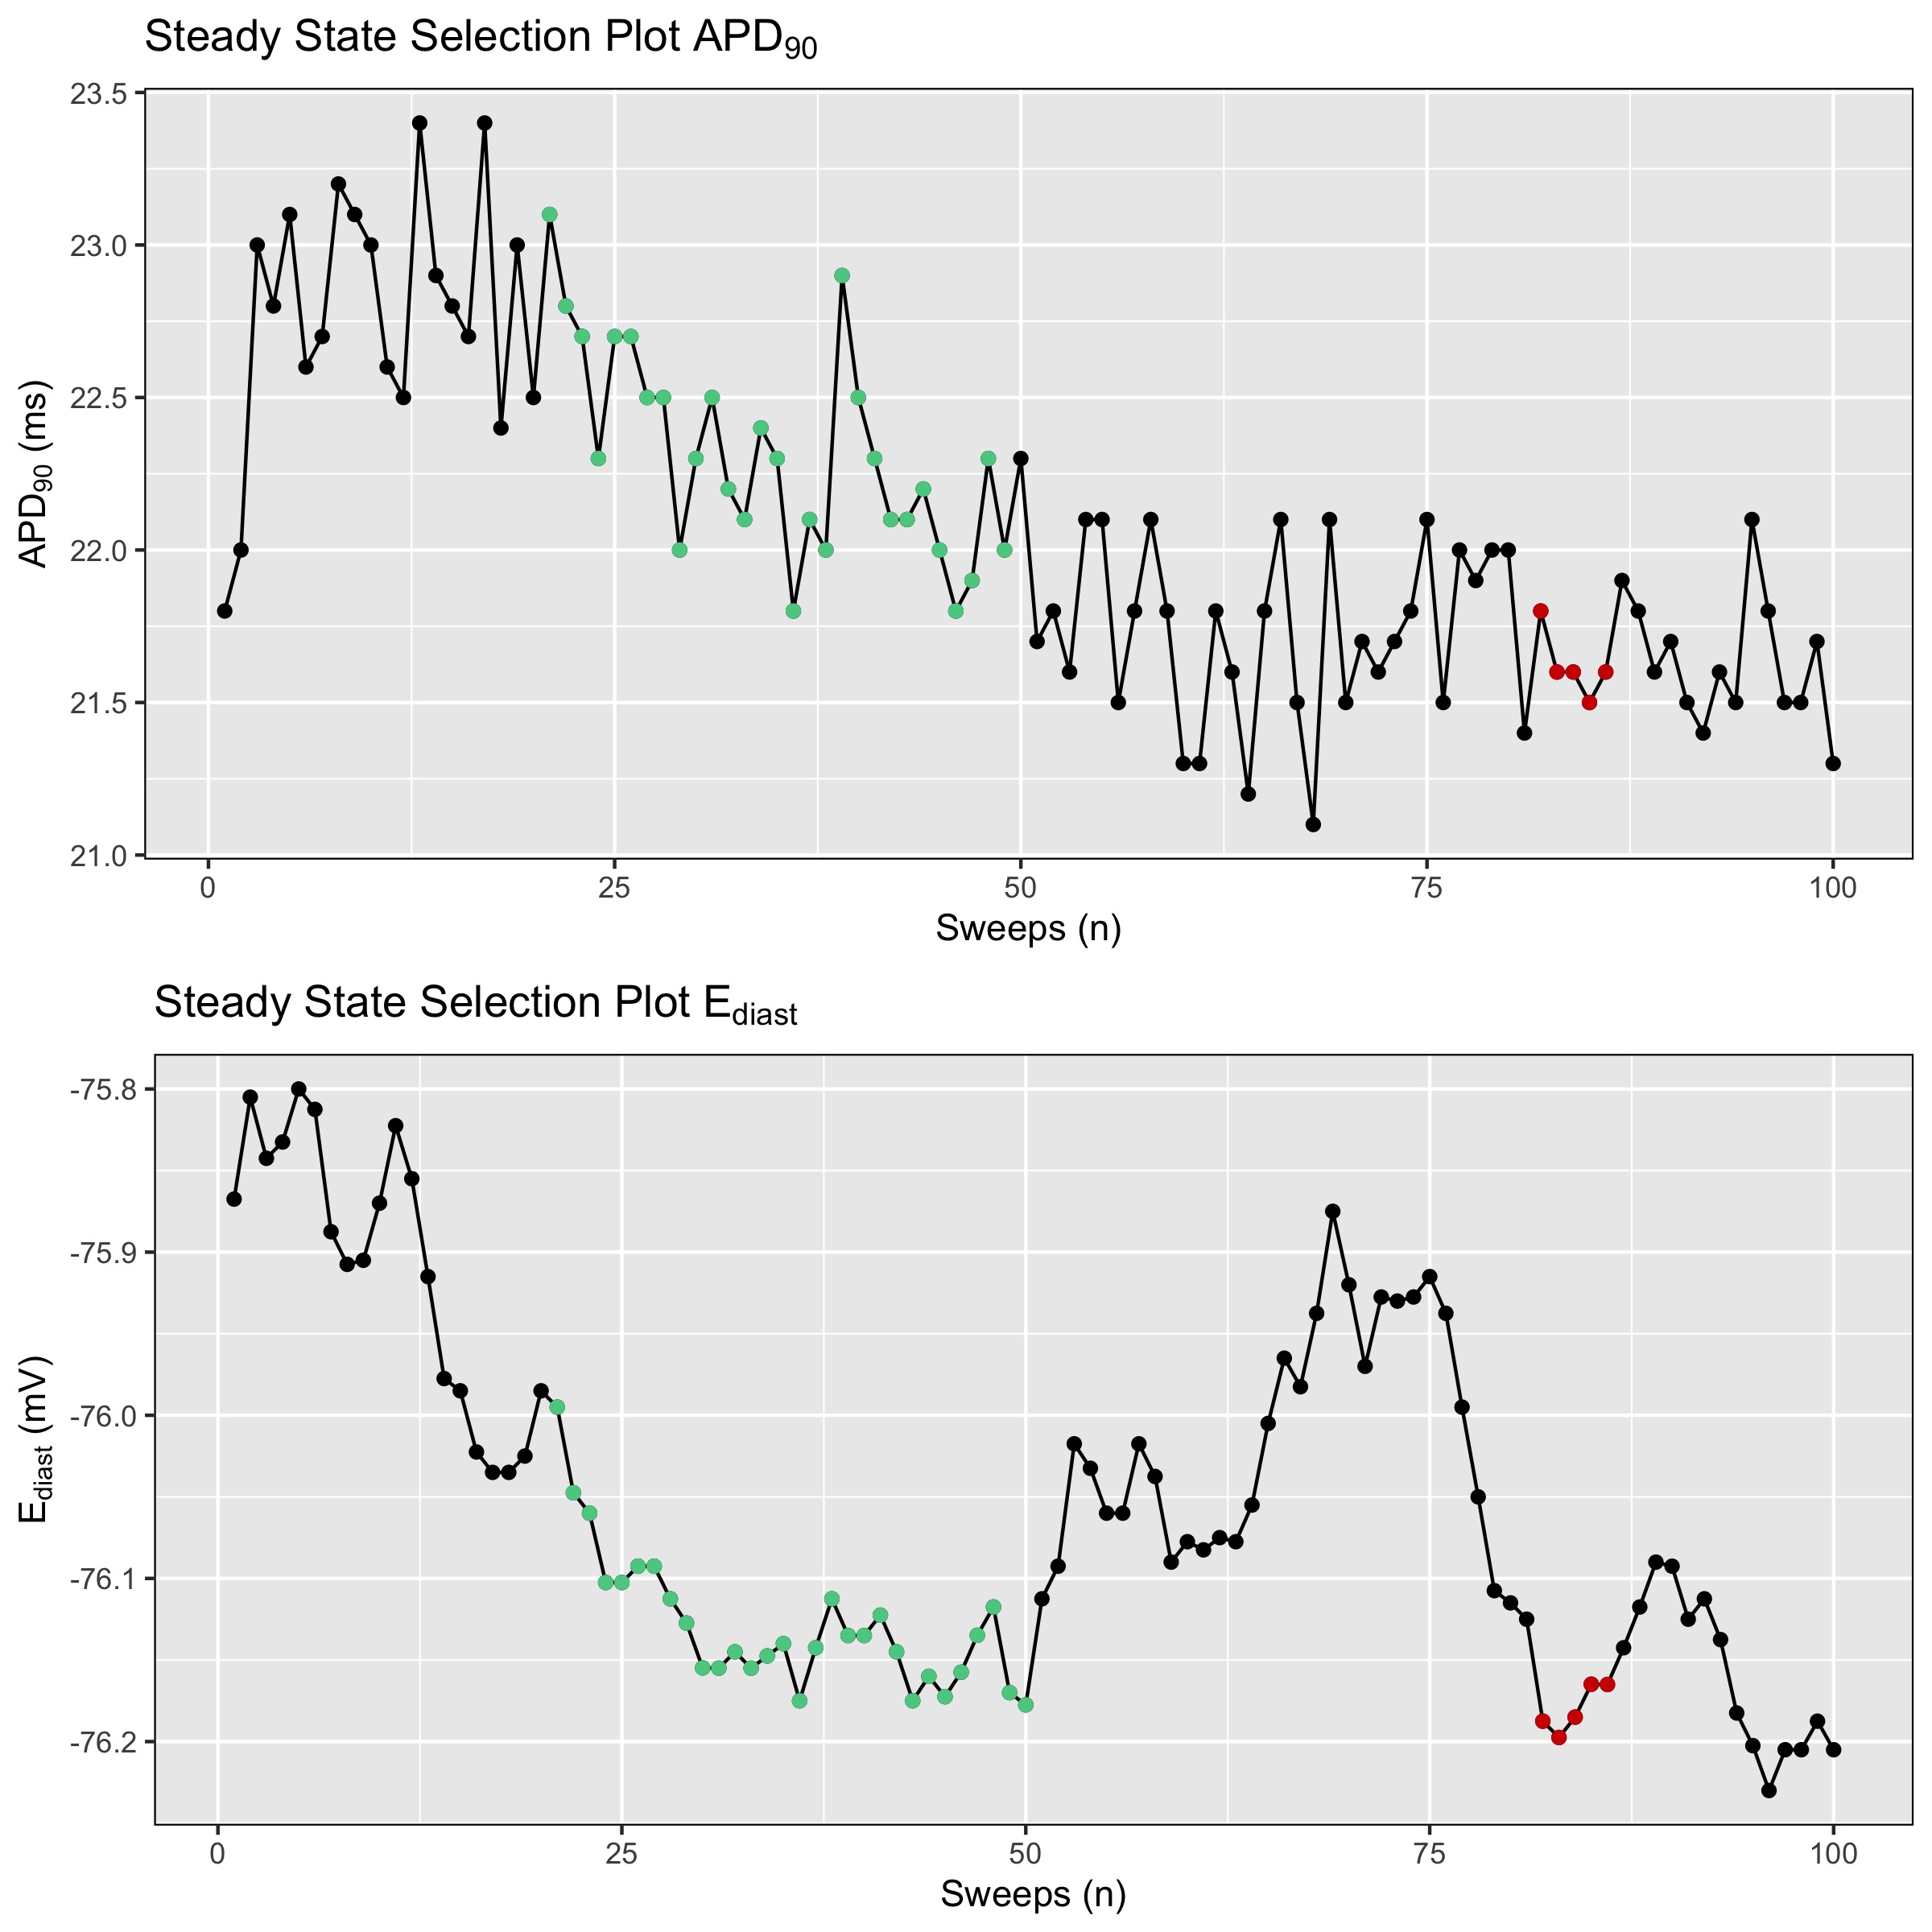 Steady State Selection Plot APD90
23.5
23.0
22.5
22.0
21.5
21.0
APD90 (ms)
0 25 50 75 100
Sweeps (n)
Steady State Selection Plot Ediast
-75.8
-75.9
-76.0
-76.1
-76.2
Ediast (mV)
0 25 50 75 100
Sweeps (n)